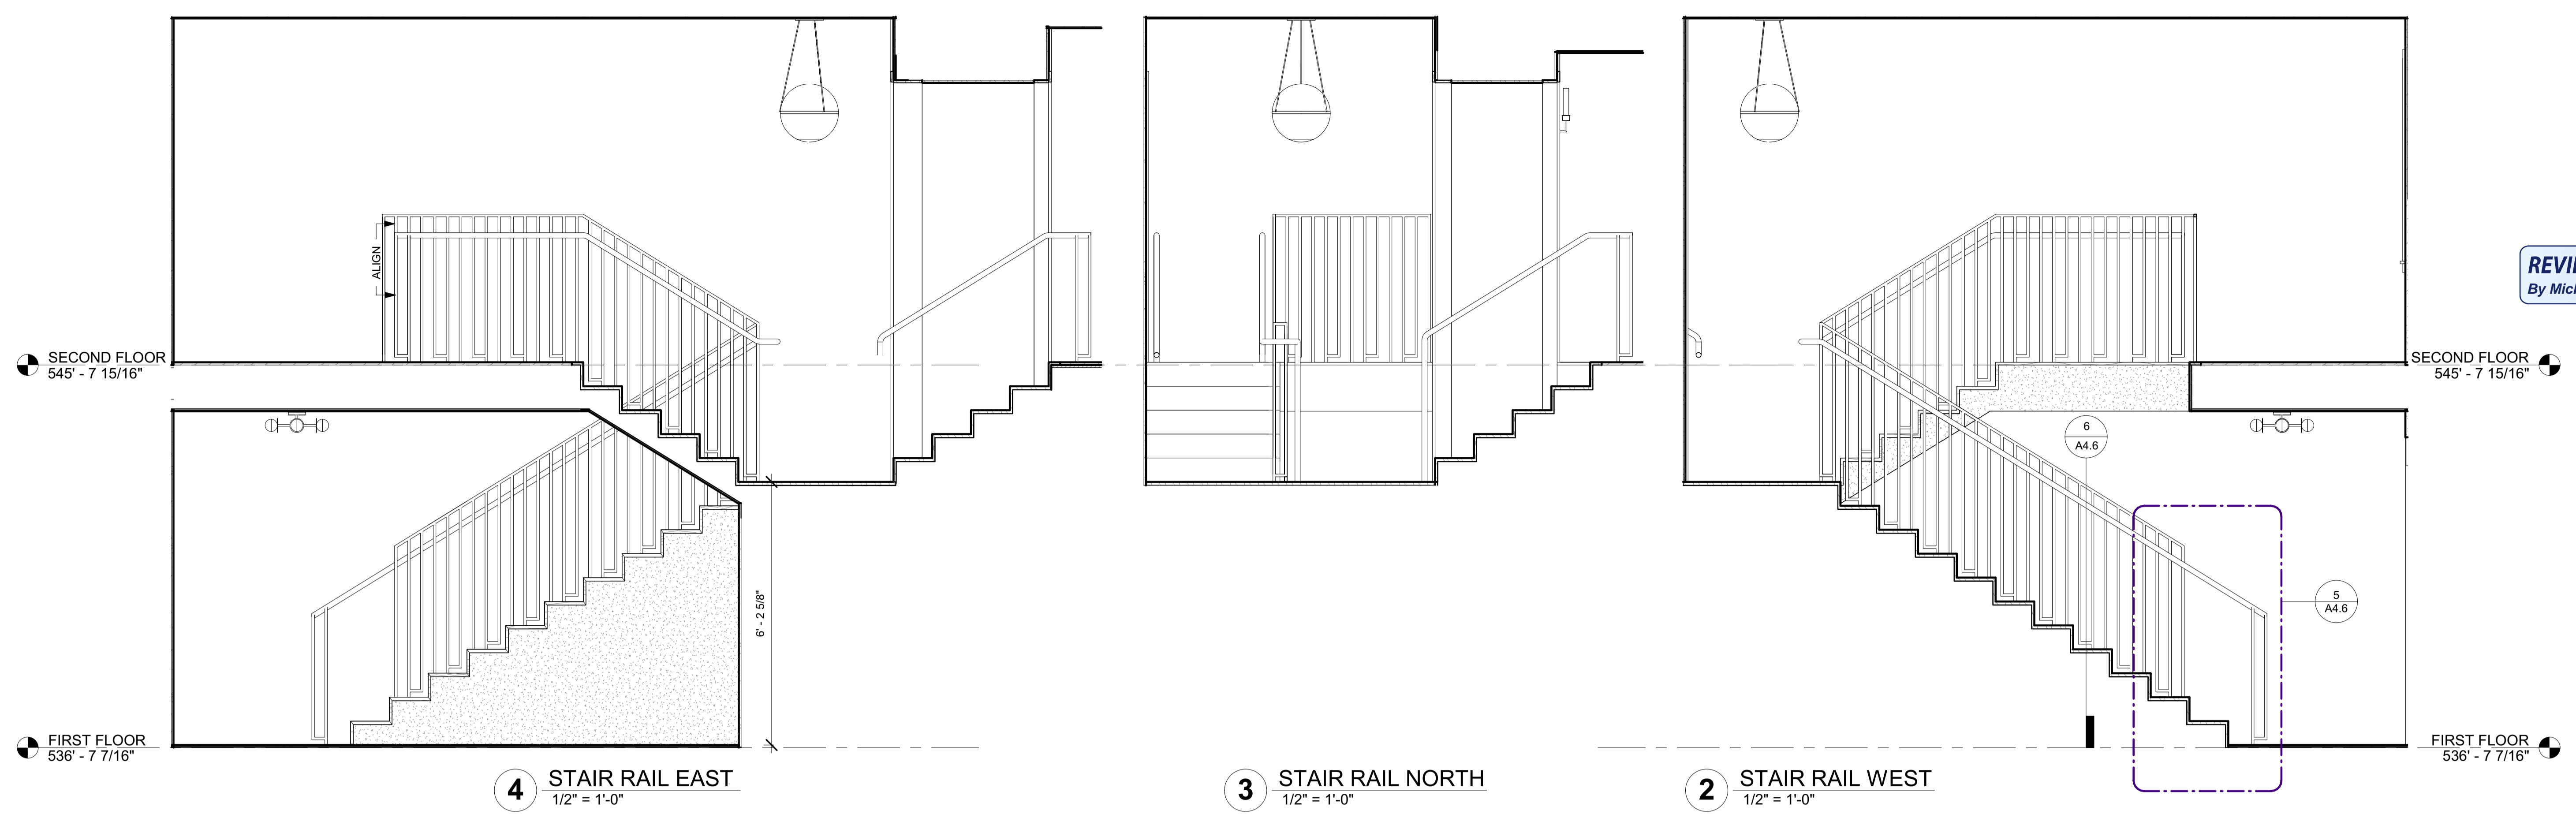 ALIGN
SECOND FLOOR
545' - 7 15/16"
FIRST FLOOR
536' - 7 7/16"
6' - 2 5/8"
4 STAIR RAIL EAST
1/2" = 1'-0"
3 STAIR RAIL NORTH
1/2" = 1'-0"
SECOND FLOOR
545' - 7 15/16"
6
A4.6
5
A4.6
FIRST FLOOR
536' - 7 7/16"
2 STAIR RAIL WEST
1/2" = 1'-0"
By